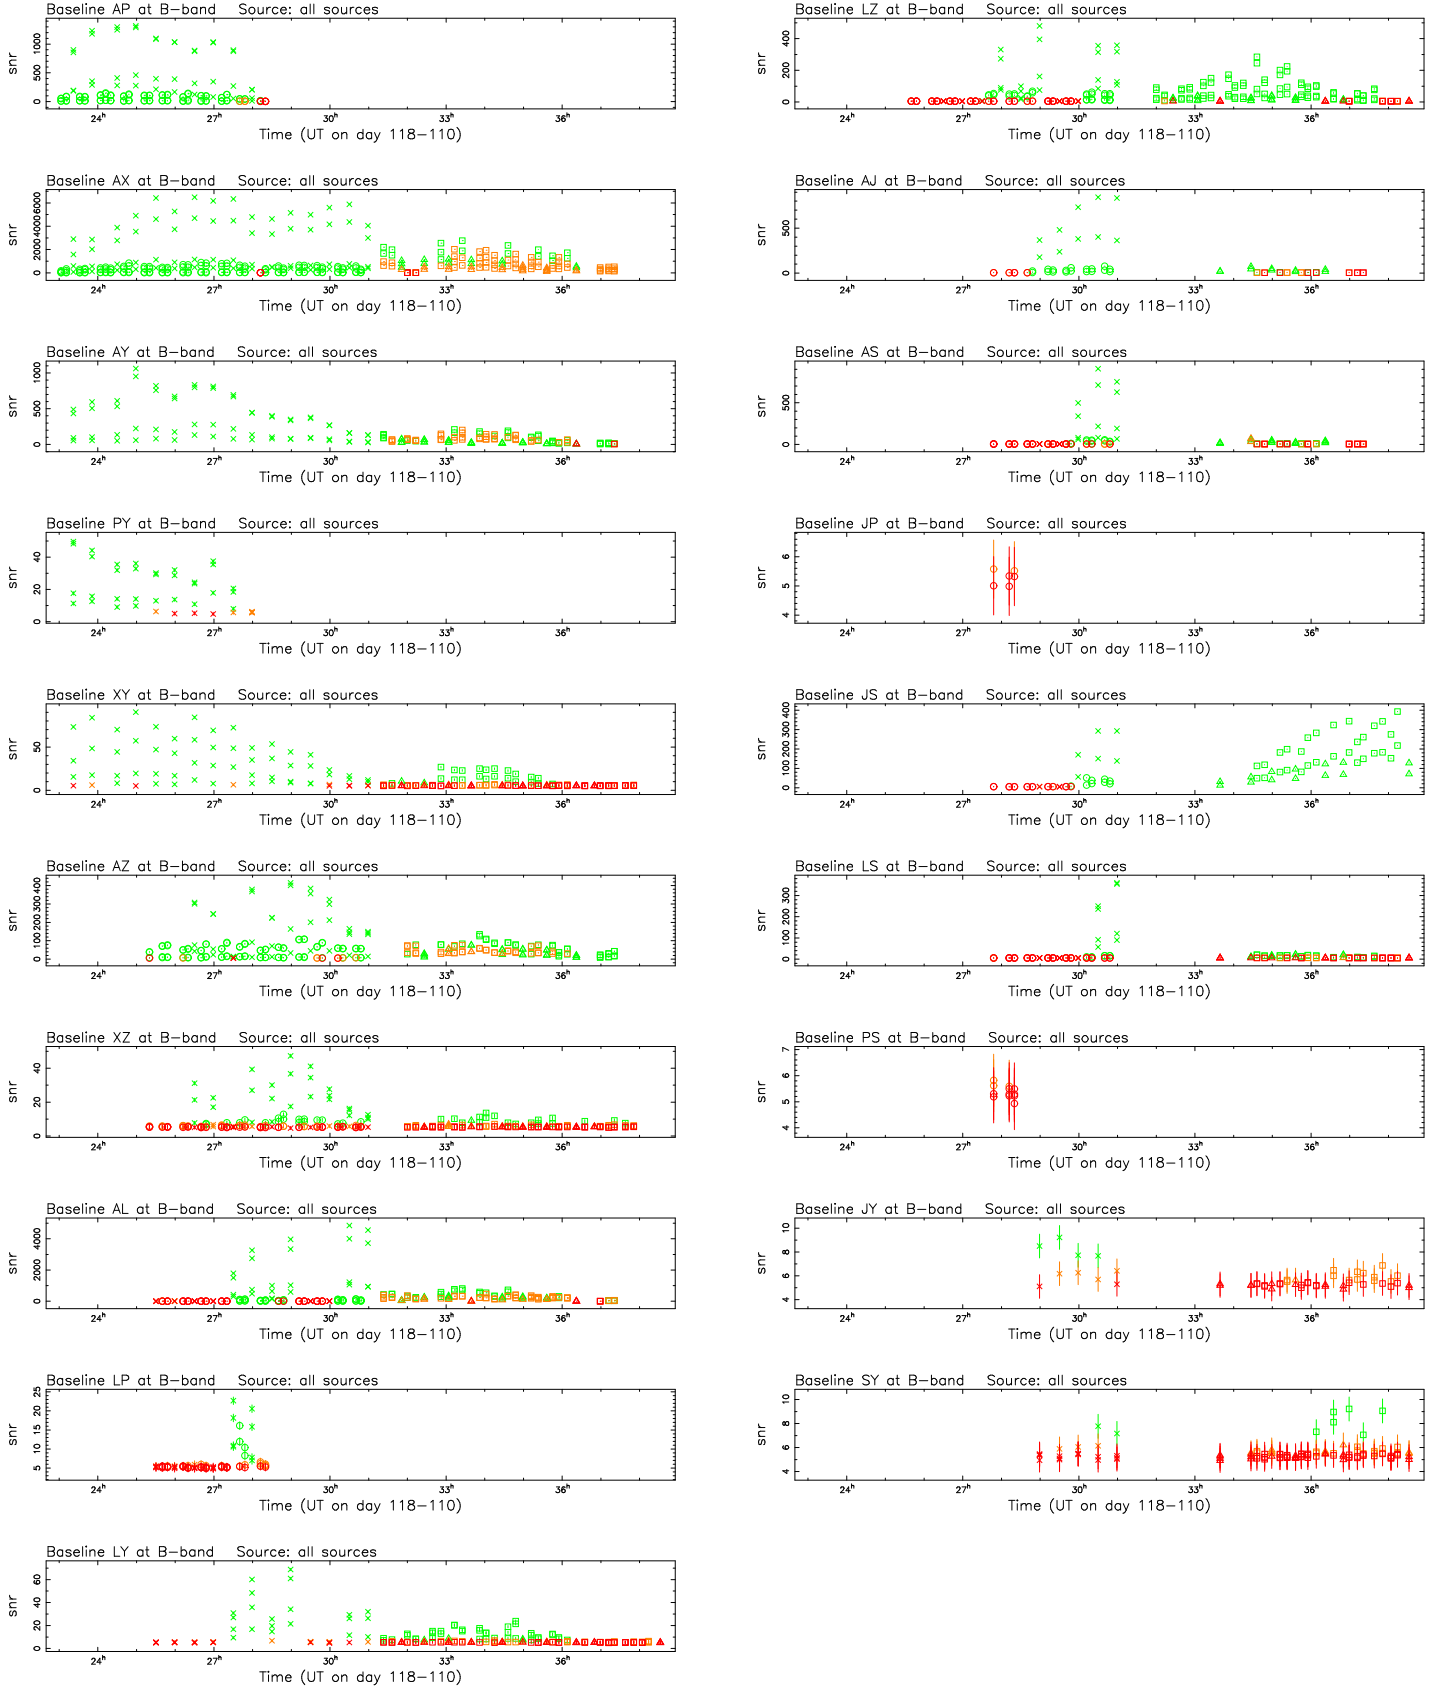 Baseline AP at B-band Source: all sources
snr
0 500 1000
24h 27h 30h 33h 36h
Time (UT on day 118-110)
Baseline AX at B-band Source: all sources
snr
0 2000 4000 6000
24h 27h 30h 33h 36h
Time (UT on day 118-110)
Baseline AY at B-band Source: all sources
snr
0 500 1000
24h 27h 30h 33h 36h
Time (UT on day 118-110)
Baseline PY at B-band Source: all sources
snr
0 20 40
24h 27h 30h 33h 36h
Time (UT on day 118-110)
Baseline XY at B-band Source: all sources
snr
0 50
24h 27h 30h 33h 36h
Time (UT on day 118-110)
Baseline AZ at B-band Source: all sources
snr
0 100 200 300 400
24h 27h 30h 33h 36h
Time (UT on day 118-110)
Baseline XZ at B-band Source: all sources
snr
0 20 40
24h 27h 30h 33h 36h
Time (UT on day 118-110)
Baseline AL at B-band Source: all sources
snr
0 2000 4000
24h 27h 30h 33h 36h
Time (UT on day 118-110)
Baseline LP at B-band Source: all sources
snr
5 10 15 20 25
24h 27h 30h 33h 36h
Time (UT on day 118-110)
Baseline LY at B-band Source: all sources
snr
0 20 40 60
24h 27h 30h 33h 36h
Time (UT on day 118-110)
Baseline LZ at B-band Source: all sources
snr
0 200 400
24h 27h 30h 33h 36h
Time (UT on day 118-110)
Baseline AJ at B-band Source: all sources
snr
0 500
24h 27h 30h 33h 36h
Time (UT on day 118-110)
Baseline AS at B-band Source: all sources
snr
0 500
24h 27h 30h 33h 36h
Time (UT on day 118-110)
Baseline JP at B-band Source: all sources
snr
4 5 6
24h 27h 30h 33h 36h
Time (UT on day 118-110)
Baseline JS at B-band Source: all sources
snr
0 100 200 300 400
24h 27h 30h 33h 36h
Time (UT on day 118-110)
Baseline LS at B-band Source: all sources
snr
0 100 200 300
24h 27h 30h 33h 36h
Time (UT on day 118-110)
Baseline PS at B-band Source: all sources
snr
4 5 6 7
24h 27h 30h 33h 36h
Time (UT on day 118-110)
Baseline JY at B-band Source: all sources
snr
4 6 8 10
24h 27h 30h 33h 36h
Time (UT on day 118-110)
Baseline SY at B-band Source: all sources
snr
4 6 8 10
24h 27h 30h 33h 36h
Time (UT on day 118-110)